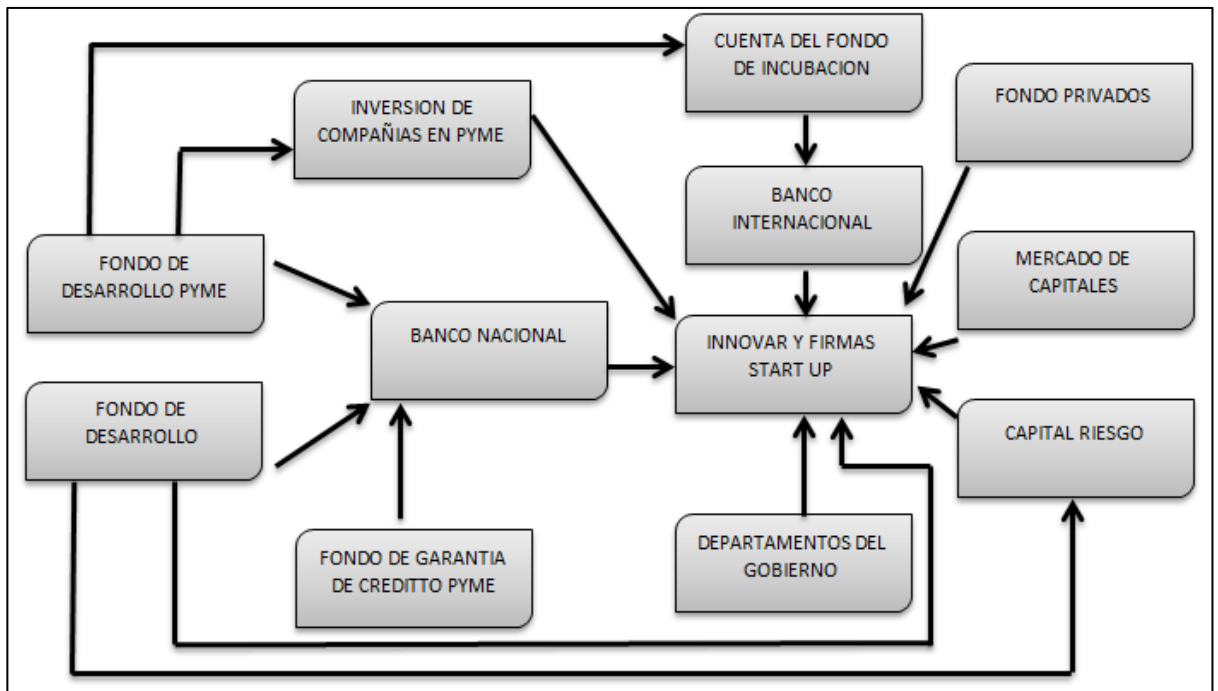 CUENTA DEL FONDO
DE INCUBACION
FONDO PRIVADOS
INVERSION DE
COMPAÑIAS EN PYME
BANCO
INTERNACIONAL
FONDO DE
DESARROLLO PYME
MERCADO DE
CAPITALES
BANCO NACIONAL
INNOVAR Y FIRMAS
START UP
FONDO DE
DESARROLLO
CAPITAL RIESGO
FONDO DE GARANTIA
DE CREDITTO PYME
DEPARTAMENTOS DEL
GOBIERNO